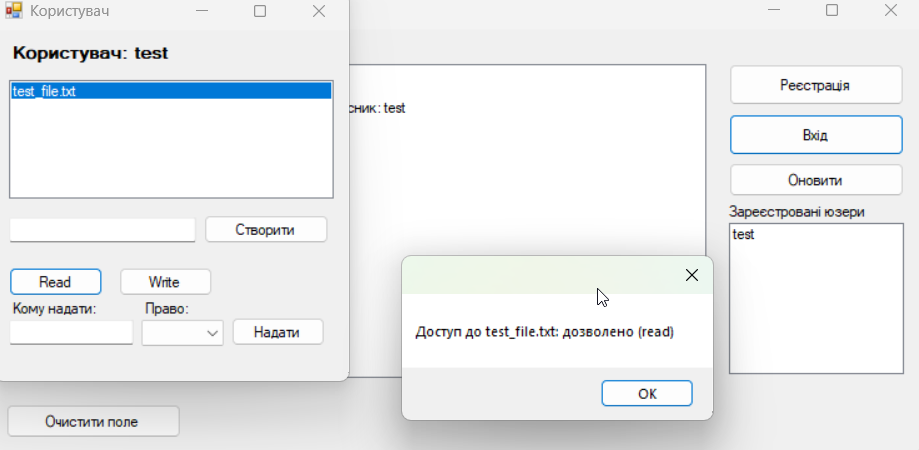 Користувач
Користувач: test
test_file.txt
Створити
Read
Write
Кому надати:
Право:
Надати
сник: test
Доступ до test_file.txt: дозволено (read)
OK
Реєстрація
Вхід
Оновити
Зареєстровані юзери
test
Очистити поле